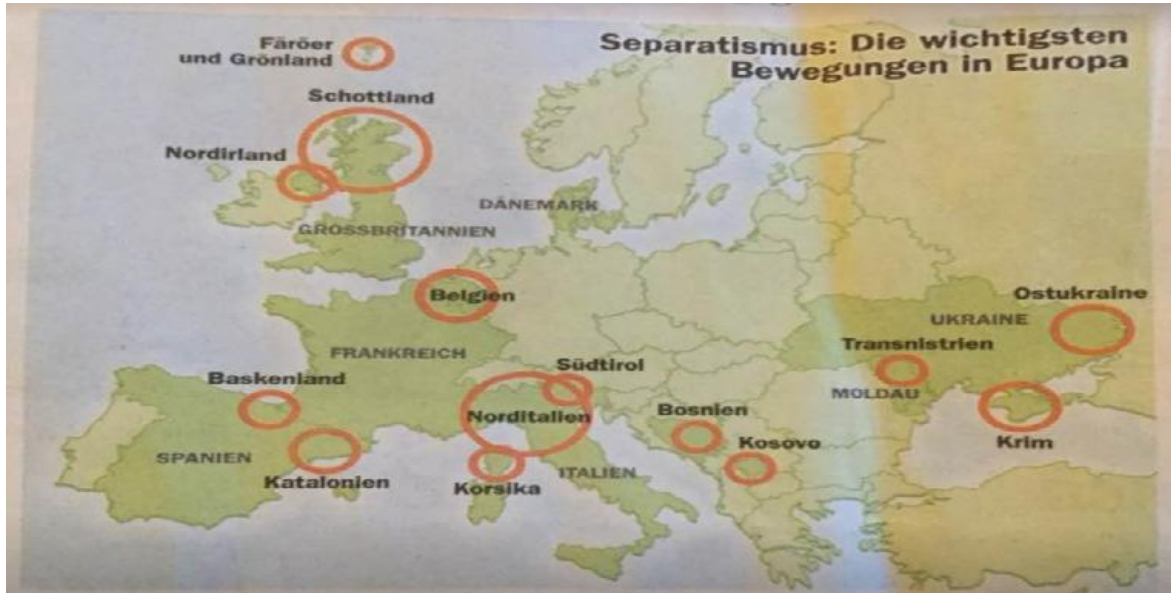 Separatismus: Die wichtigsten
Bewegungen in Europa
Färöer
und Grönland
Schottland
Nordirland
DÄNEMARK
GROSSBRITANNIEN
Belgien
Ostukraine
UKRAINE
FRANKREICH
Transnistrien
Südtirol
Baskenland
MOLDAU
Norditalien
Bosnien
Kosovo
Krim
SPANIEN
Katalonien
Korsika
ITALIEN